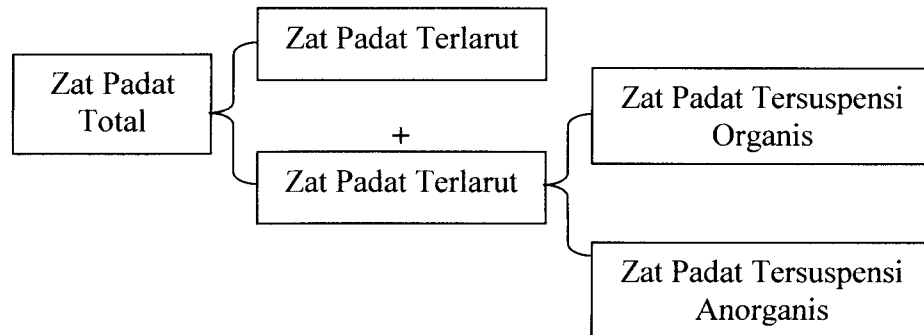 Zat Padat
Total
Zat Padat Terlarut
+
Zat Padat Terlarut
Zat Padat Tersuspensi
Organis
Zat Padat Tersuspensi
Anorganis